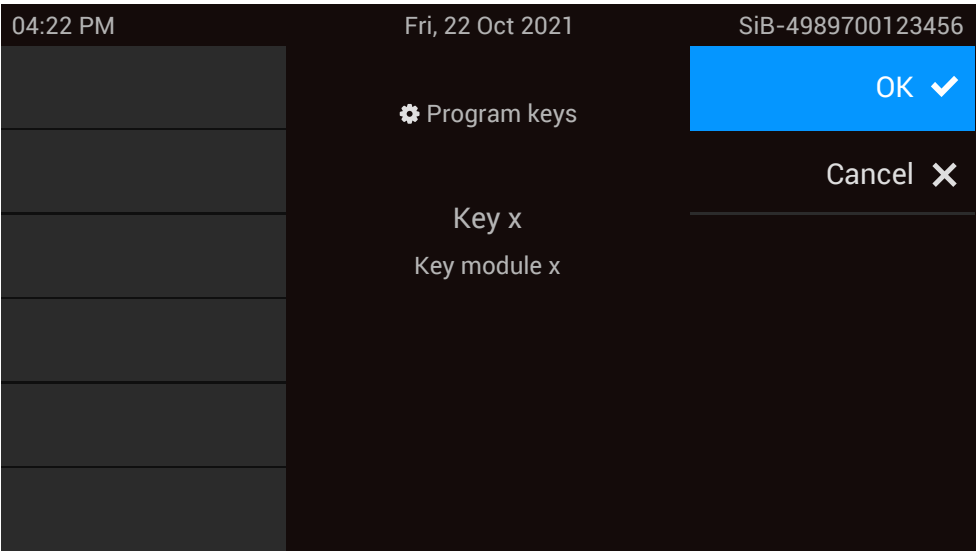 04:22 PM
Fri, 22 Oct 2021
SiB-4989700123456
Program keys
Key x
Key module x
OK
Cancel